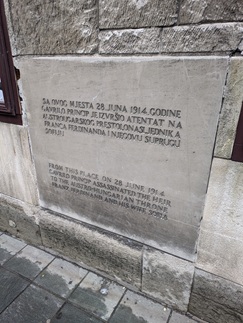 SA OVOG MJESTA 28. JUNA 1914. GODINE
GAVRILO PRINCIP JE IZVRŠIO ATENTAT NA
AUSTROUGARSKOG PRESTOLONASLJEDNIKA
FRANCA FERDINANDA I NJEGOVU SUPRUGU
SOFIJU
FROM THIS PLACE ON 28 JUNE 1914
GAVRILO PRINCIP ASSASSINATED THE HEIR
TO THE AUSTRO-HUNGARIAN THRONE
FRANZ FERDINAND AND HIS WIFE SOFIA